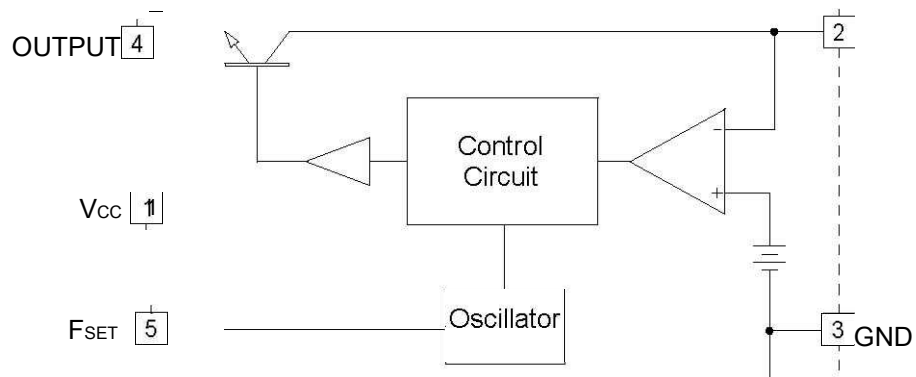 OUTPUT 4
2
Control
Circuit
−
+
VCC 1
FSET 5
Oscillator
3 GND